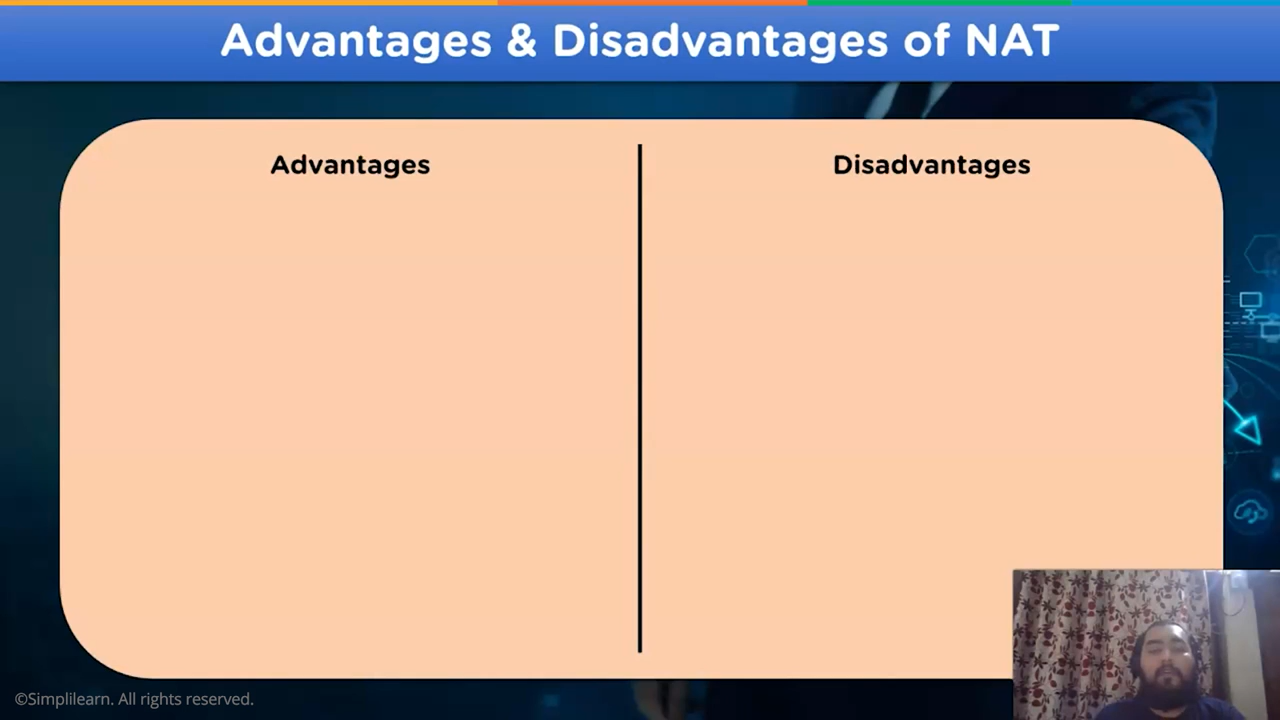 Advantages & Disadvantages of NAT
Advantages
Disadvantages
©Simplilearn. All rights reserved.